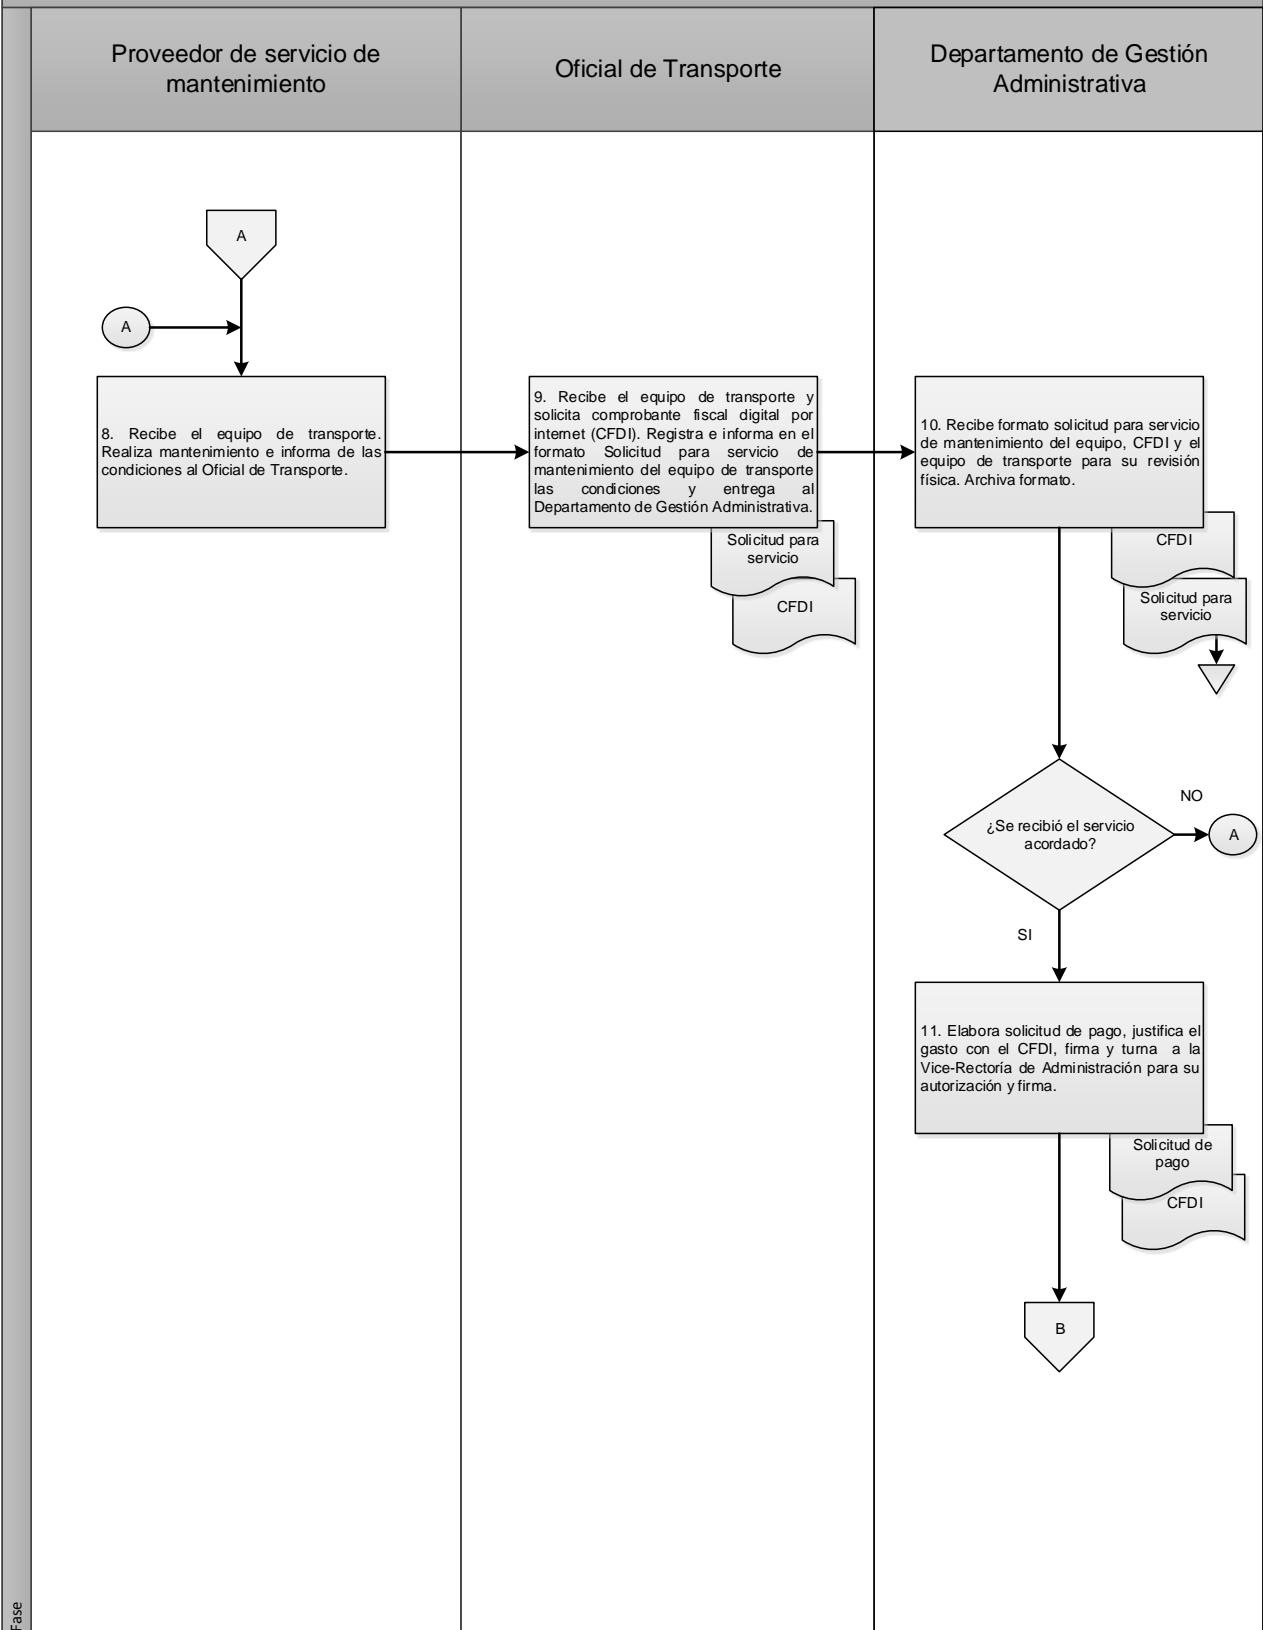 Proveedor de servicio de
mantenimiento
Oficial de Transporte
Departamento de Gestión
Administrativa
A
A
8. Recibe el equipo de transporte.
Realiza mantenimiento e informa de las
condiciones al Oficial de Transporte.
9. Recibe el equipo de transporte y
solicita comprobante fiscal digital por
internet (CFDI). Registra e informa en el
formato Solicitud para servicio de
mantenimiento del equipo de transporte
las condiciones y entrega al
Departamento de Gestión Administrativa.
Solicitud para
servicio
CFDI
10. Recibe formato solicitud para servicio
de mantenimiento del equipo, CFDI y el
equipo de transporte para su revisión
física. Archiva formato.
CFDI
Solicitud para
servicio
¿Se recibió el servicio
acordado?
NO
A
SI
11. Elabora solicitud de pago, justifica el
gasto con el CFDI, firma y turna a la
Vice-Rectoría de Administración para su
autorización y firma.
Solicitud de
pago
CFDI
B
Fase